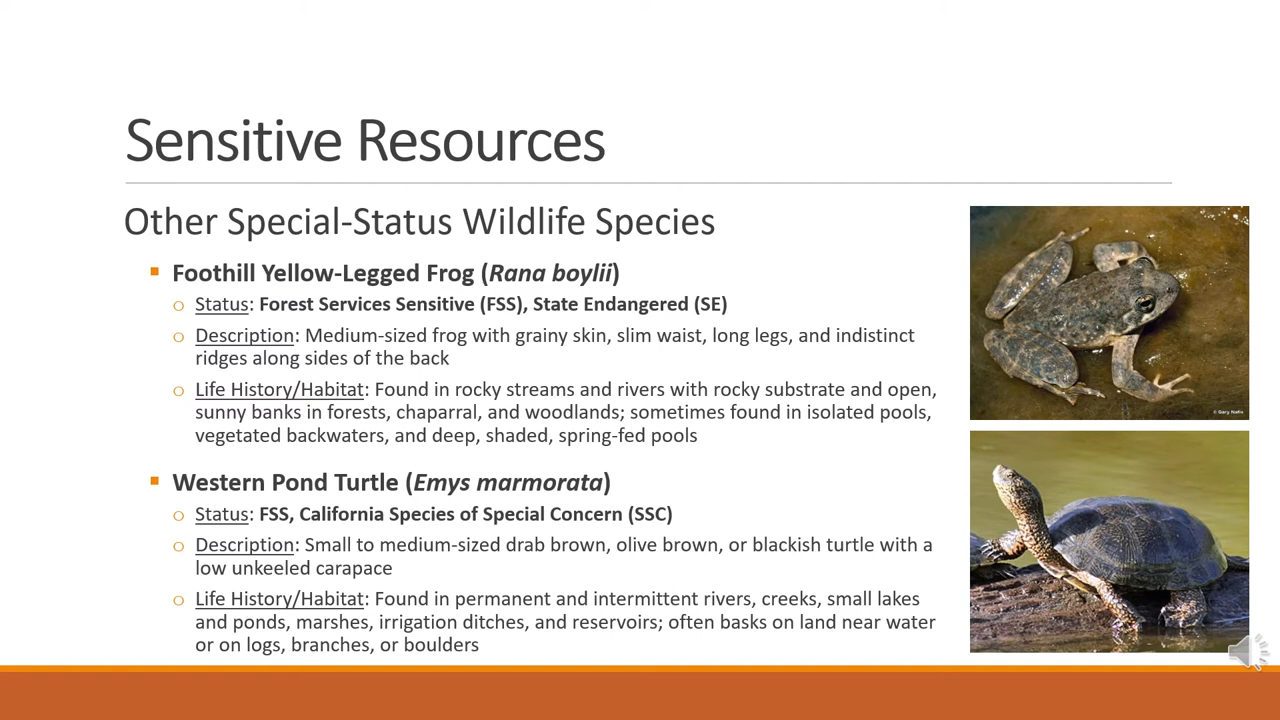 Sensitive Resources
Other Special-Status Wildlife Species
▪ Foothill Yellow-Legged Frog (Rana boylii)
o Status: Forest Services Sensitive (FSS), State Endangered (SE)
o Description: Medium-sized frog with grainy skin, slim waist, long legs, and indistinct
ridges along sides of the back
o Life History/Habitat: Found in rocky streams and rivers with rocky substrate and open,
sunny banks in forests, chaparral, and woodlands; sometimes found in isolated pools,
vegetated backwaters, and deep, shaded, spring-fed pools
▪ Western Pond Turtle (Emys marmorata)
o Status: FSS, California Species of Special Concern (SSC)
o Description: Small to medium-sized drab brown, olive brown, or blackish turtle with a
low unkeeled carapace
o Life History/Habitat: Found in permanent and intermittent rivers, creeks, small lakes
and ponds, marshes, irrigation ditches, and reservoirs; often basks on land near water
or on logs, branches, or boulders
© Gary Nafis